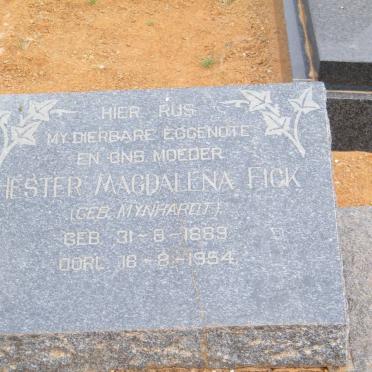 HIER RUS
MY DIERBARE EGGENOTE
EN ONS MOEDER
HESTER MAGDALENA FICK
(GEB. MYNHARDT)
GEB. 31-8-1889
OORL. 18-8-1954